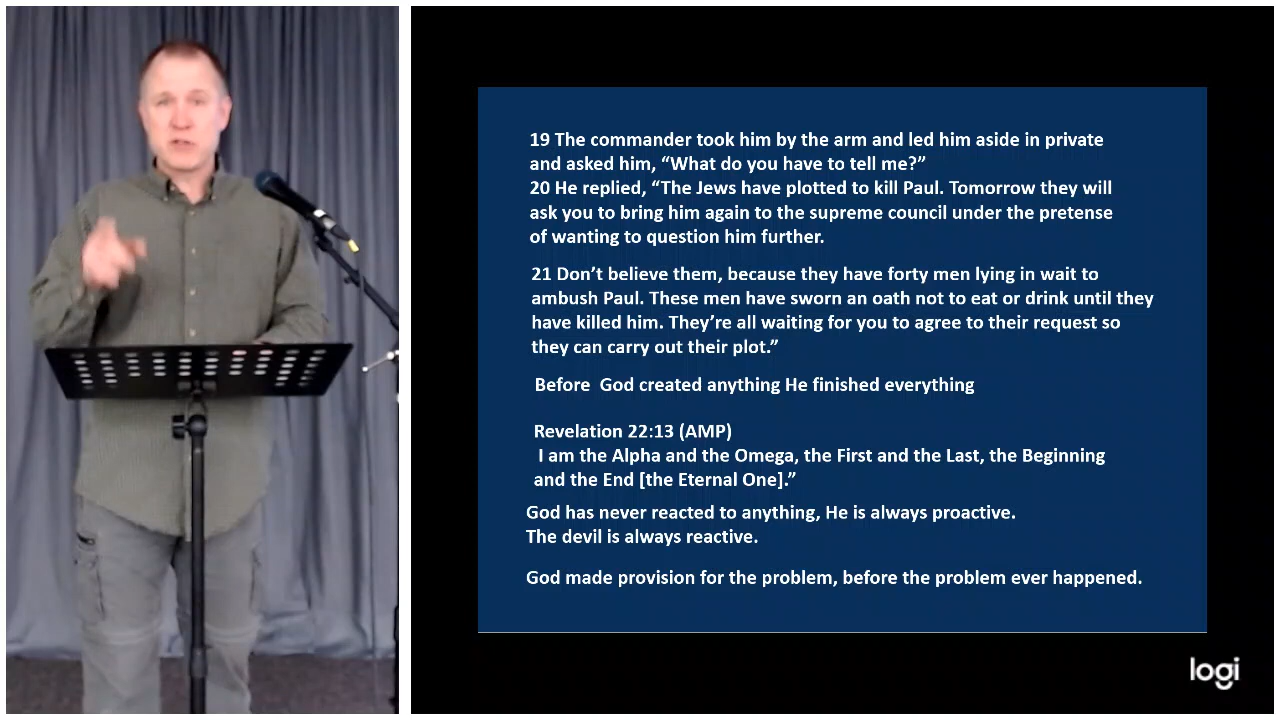 19 The commander took him by the arm and led him aside in private
and asked him, “What do you have to tell me?”
20 He replied, “The Jews have plotted to kill Paul. Tomorrow they will
ask you to bring him again to the supreme council under the pretense
of wanting to question him further.
21 Don’t believe them, because they have forty men lying in wait to
ambush Paul. These men have sworn an oath not to eat or drink until they
have killed him. They’re all waiting for you to agree to their request so
they can carry out their plot.”
Before  God created anything He finished everything
Revelation 22:13 (AMP)
I am the Alpha and the Omega, the First and the Last, the Beginning
and the End [the Eternal One].”
God has never reacted to anything, He is always proactive.
The devil is always reactive.
God made provision for the problem, before the problem ever happened.
logi